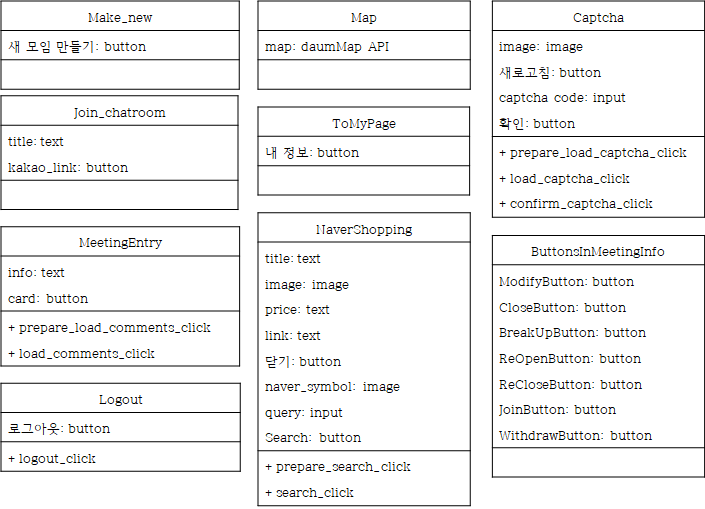 Make_new
새 모임 만들기: button
Join_chatroom
title: text
kakao_link: button
MeetingEntry
info: text
card: button
+ prepare_load_comments_click
+ load_comments_click
Logout
로그아웃: button
+ logout_click
Map
map: daumMap API
ToMyPage
내 정보: button
NaverShopping
title: text
image: image
price: text
link: text
닫기: button
naver_symbol: image
query: input
Search: button
+ prepare_search_click
+ search_click
Captcha
image: image
새로고침: button
captcha code: input
확인: button
+ prepare_load_captcha_click
+ load_captcha_click
+ confirm_captcha_click
ButtonsInMeetingInfo
ModifyButton: button
CloseButton: button
BreakUpButton: button
ReOpenButton: button
ReCloseButton: button
JoinButton: button
WithdrawButton: button